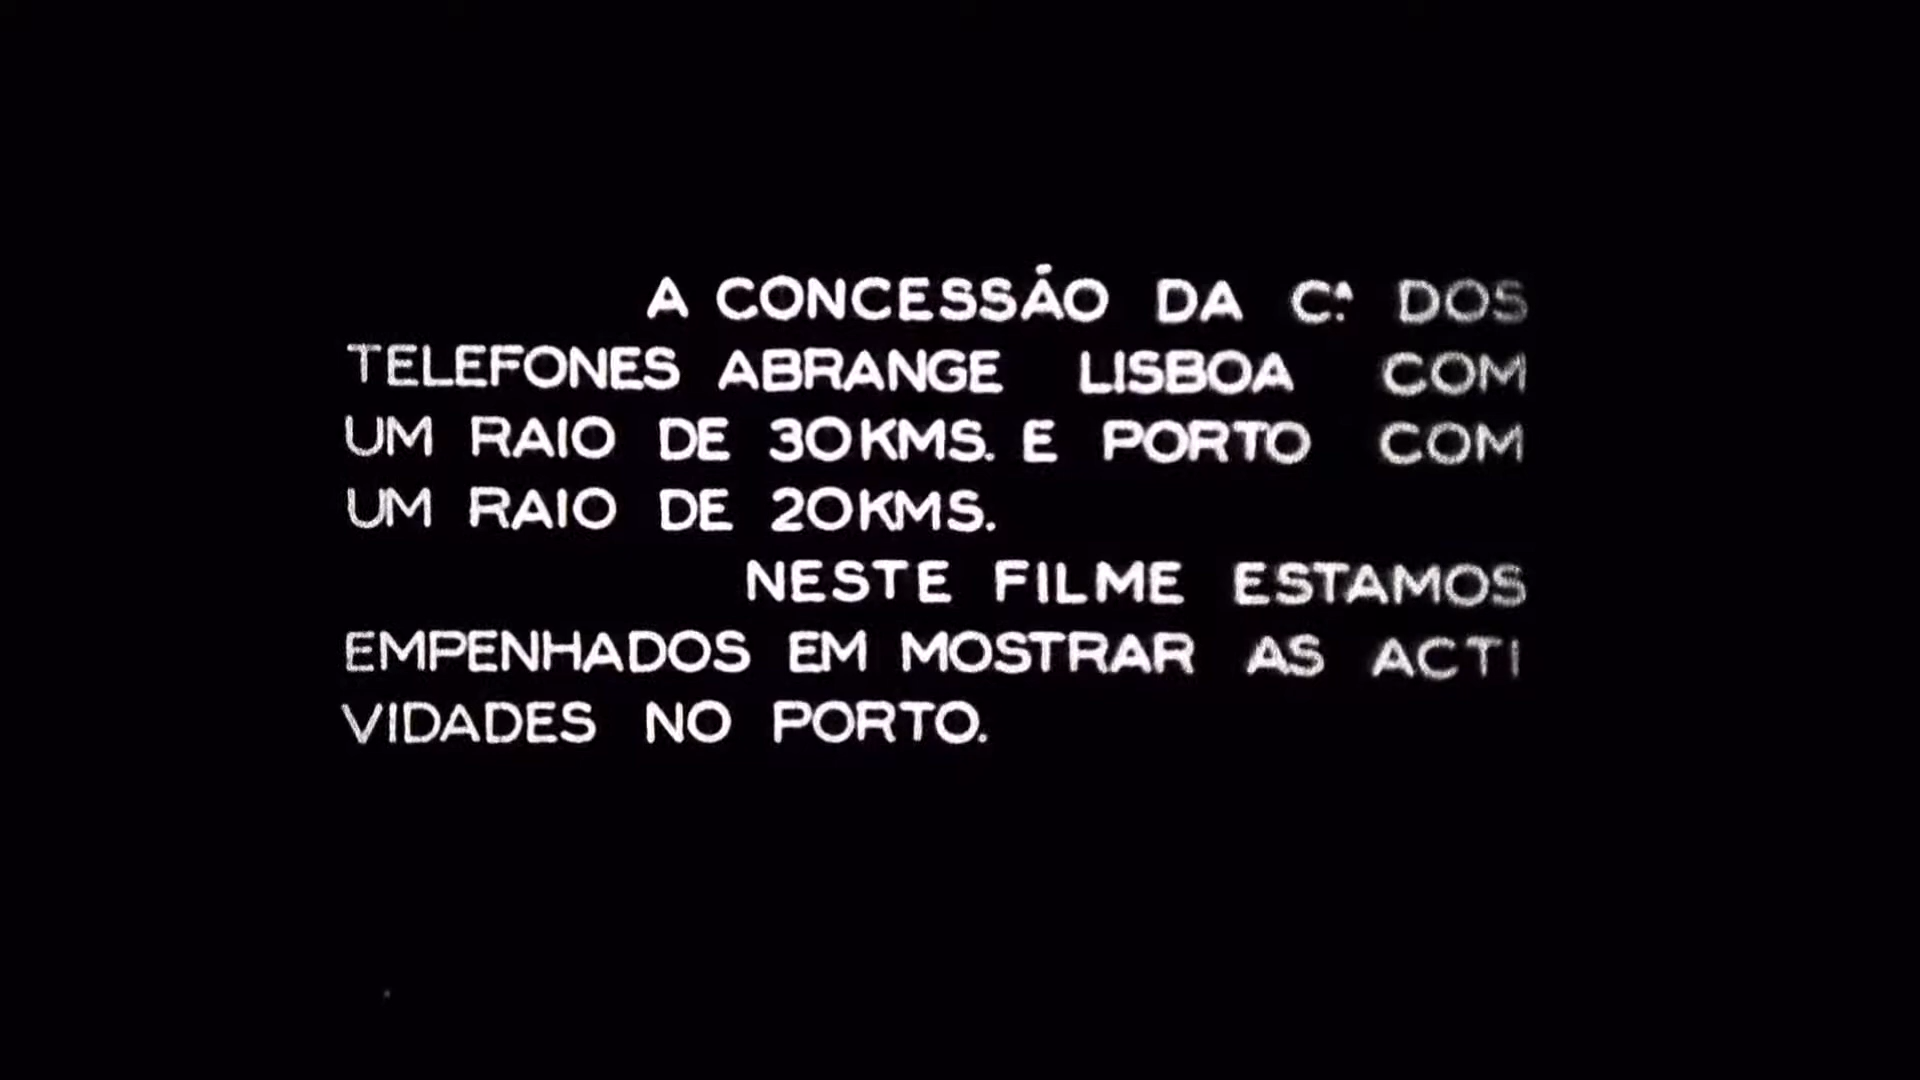 A CONCESSÃO DA Cª. DOS
TELEFONES ABRANGE LISBOA COM
UM RAIO DE 30KMS. E PORTO COM
UM RAIO DE 20KMS.
NESTE FILME ESTAMOS
EMPENHADOS EM MOSTRAR AS ACTI
VIDADES NO PORTO.